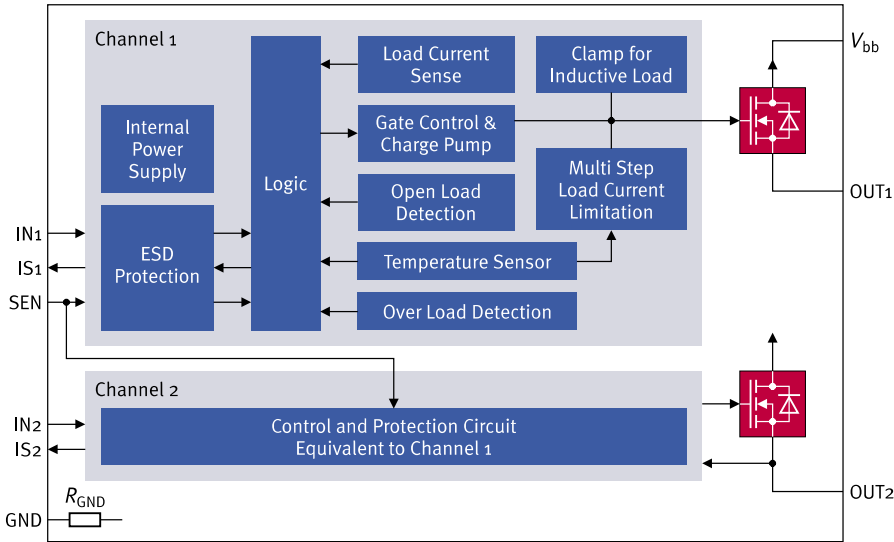 Channel 1
Internal
Power
Supply
ESD
Protection
Logic
Load Current
Sense
Gate Control &
Charge Pump
Open Load
Detection
Temperature Sensor
Over Load Detection
Clamp for
Inductive Load
Multi Step
Load Current
Limitation
Vbb
OUT1
IN1
IS1
SEN
Channel 2
Control and Protection Circuit
Equivalent to Channel 1
IN2
IS2
OUT2
GND
RGND